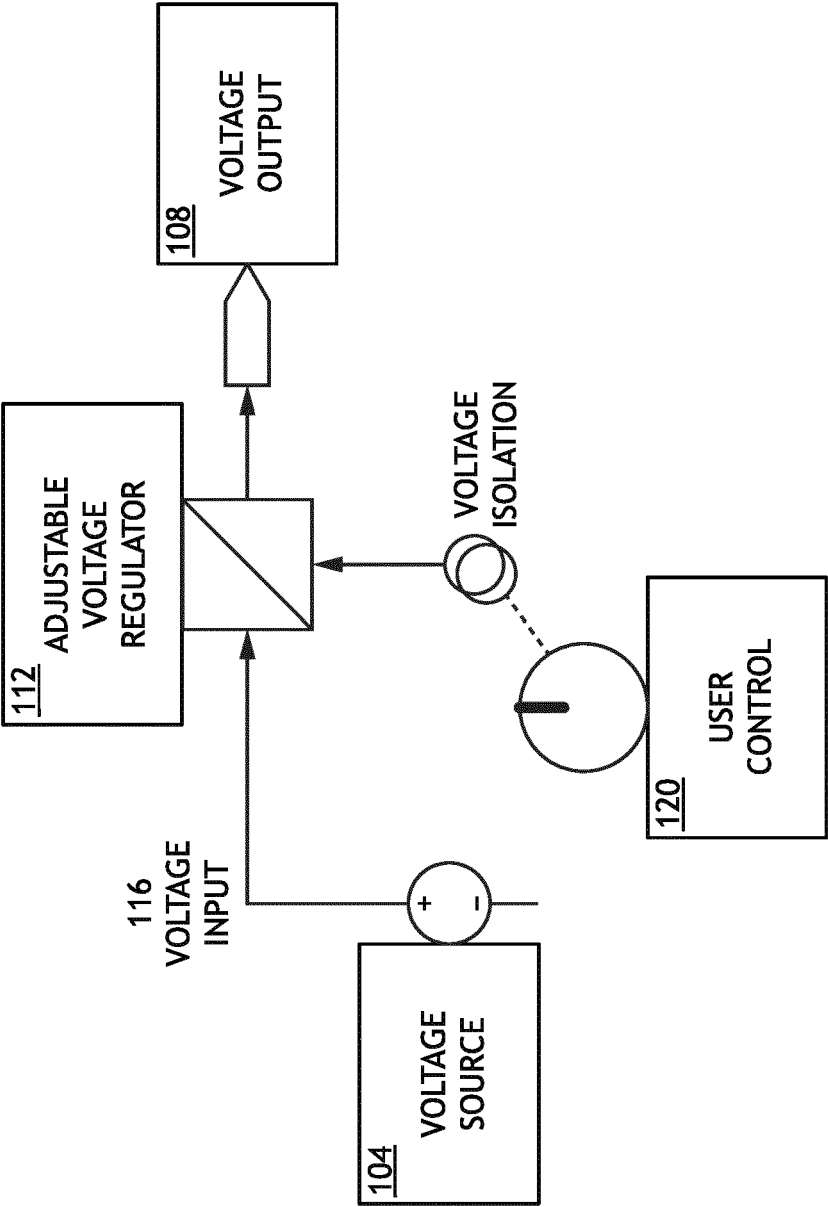 104
VOLTAGE
SOURCE
+
-
116
VOLTAGE
INPUT
112
ADJUSTABLE
VOLTAGE
REGULATOR
120
USER
CONTROL
VOLTAGE
ISOLATION
108
VOLTAGE
OUTPUT